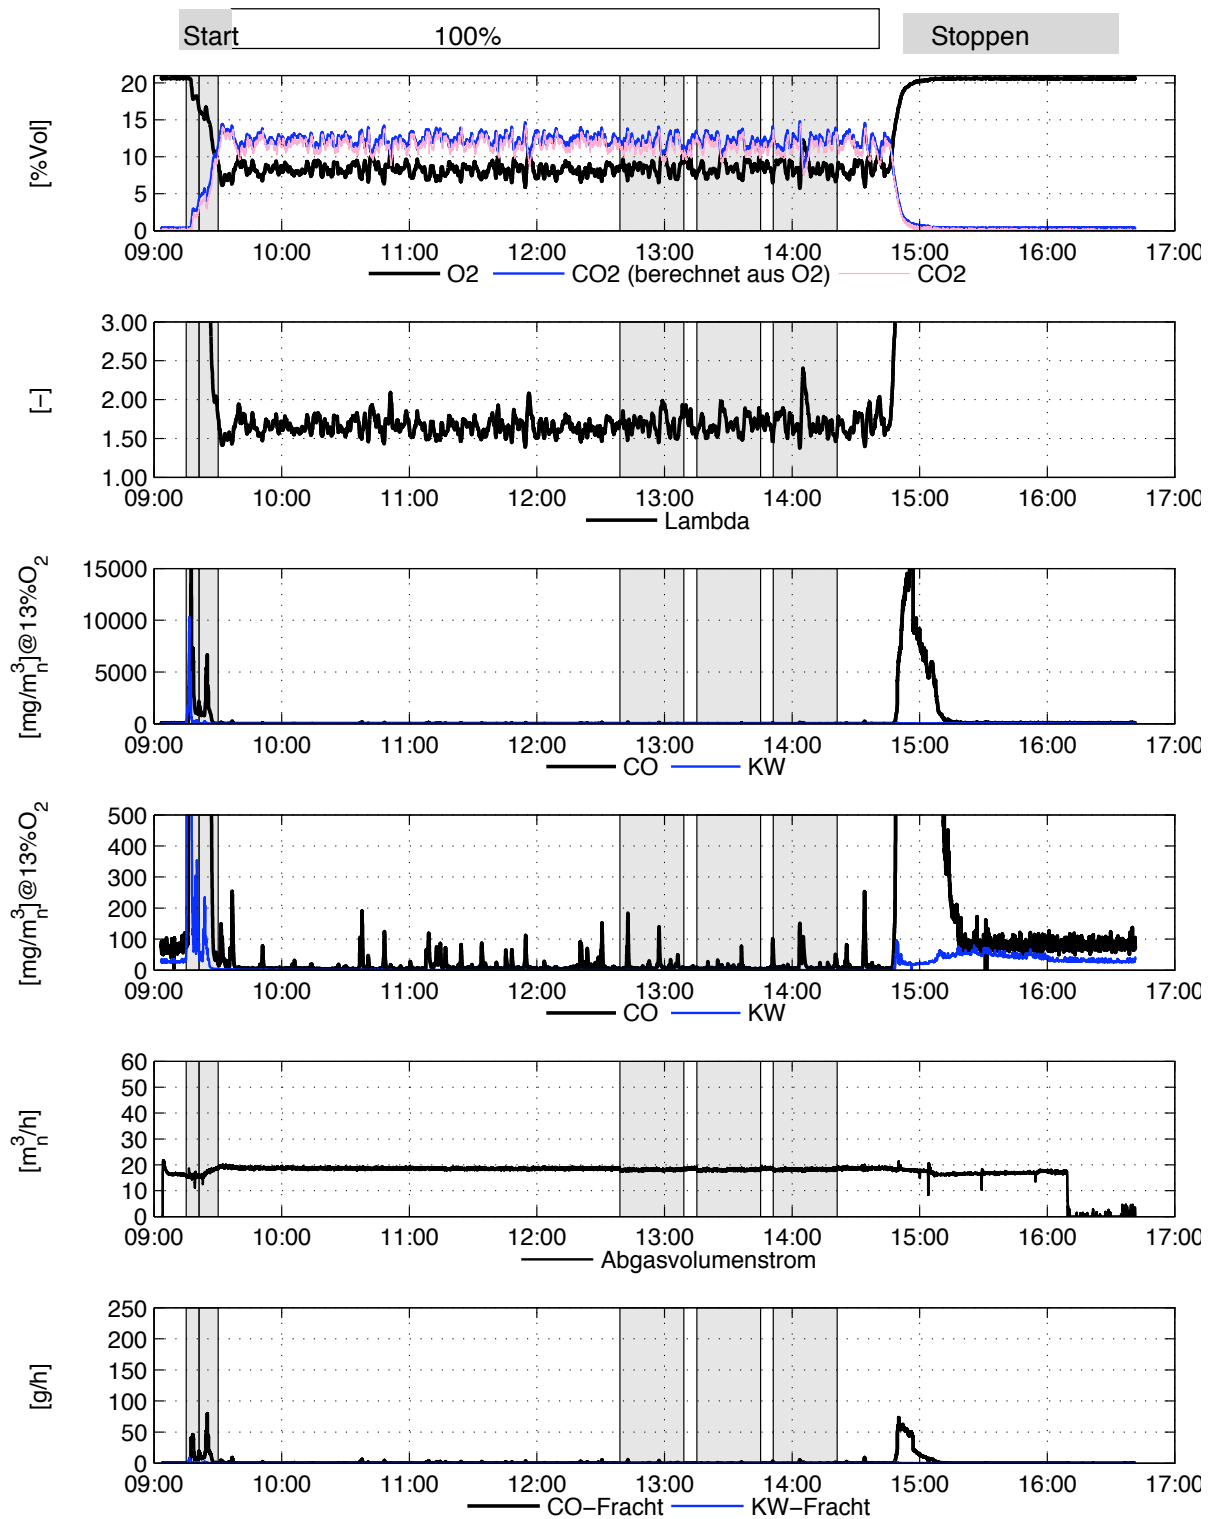 Start 100% Stoppen
[%Vol]
20
15
10
5
0
09:00 10:00 11:00 12:00 13:00 14:00 15:00 16:00 17:00
O2 CO2 (berechnet aus O2) CO2
[−]
3.00
2.50
2.00
1.50
1.00
09:00 10:00 11:00 12:00 13:00 14:00 15:00 16:00 17:00
Lambda
[mg/m³ₙ]@13%O₂
15000
10000
5000
0
09:00 10:00 11:00 12:00 13:00 14:00 15:00 16:00 17:00
CO KW
[mg/m³ₙ]@13%O₂
500
400
300
200
100
0
09:00 10:00 11:00 12:00 13:00 14:00 15:00 16:00 17:00
CO KW
[m³ₙ/h]
60
50
40
30
20
10
0
09:00 10:00 11:00 12:00 13:00 14:00 15:00 16:00 17:00
Abgasvolumenstrom
[g/h]
250
200
150
100
50
0
09:00 10:00 11:00 12:00 13:00 14:00 15:00 16:00 17:00
CO−Fracht KW−Fracht